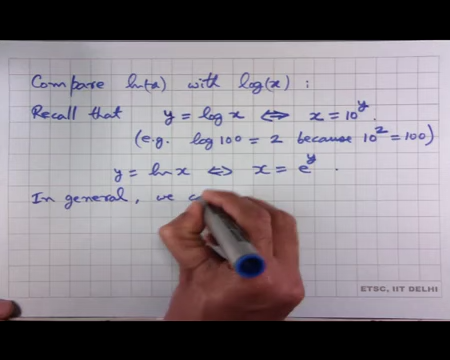 Compare ln(x) with log(x) :
Recall that y = log x ⇔ x = 10^y.
(e.g. log 100 = 2 because 10^2 = 100)
y = ln x ⇔ x = e^y.
In general, we c
ETSC, IIT DELHI